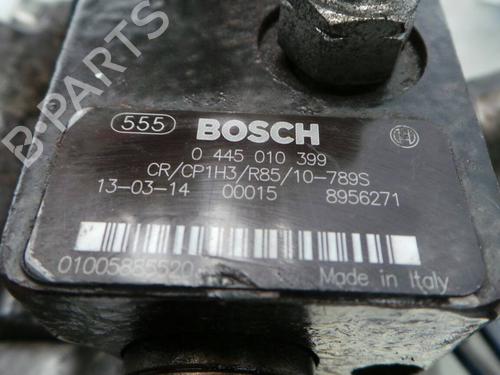 B-PARTS
555 BOSCH
0 445 010 399
CR/CP1H3/R85/10-789S
13-03-14 00015 8956271
01005885520
Made in Italy